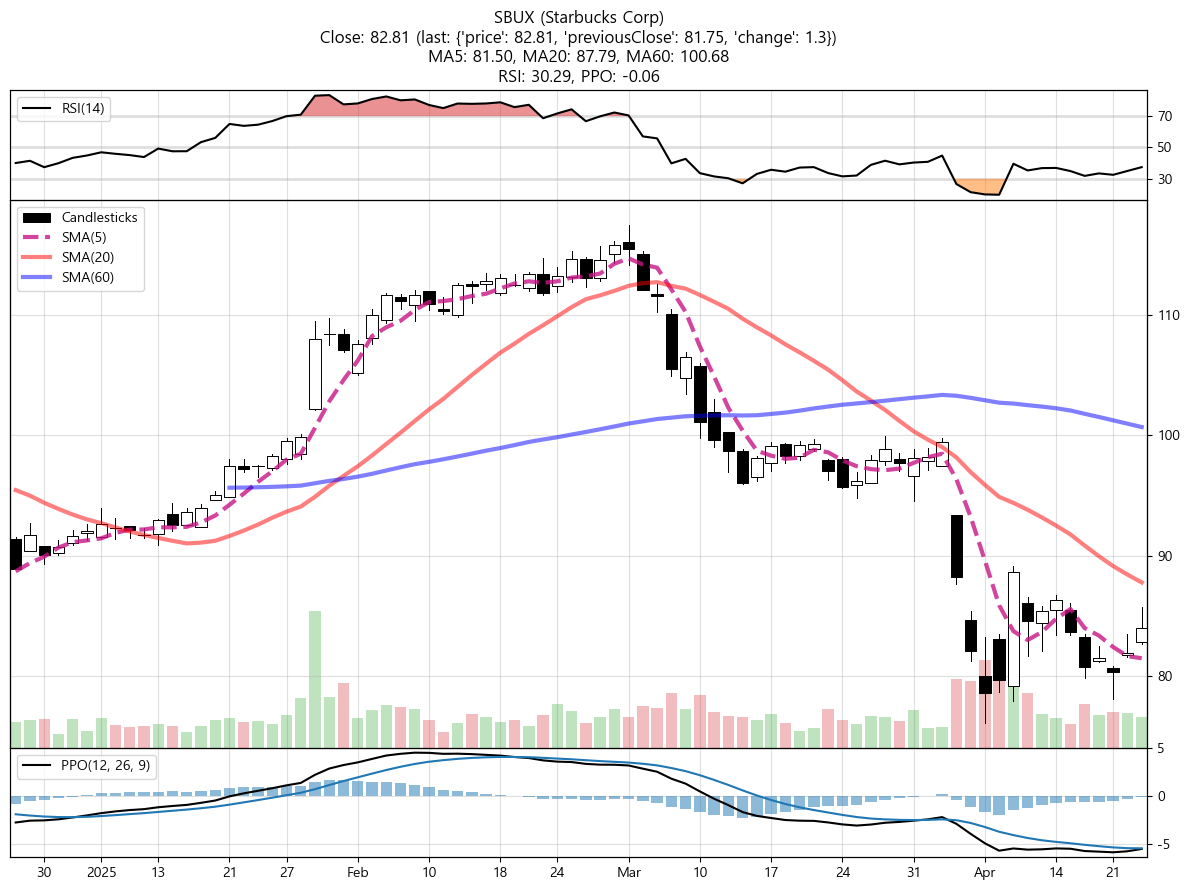 SBUX (Starbucks Corp)
Close: 82.81 (last: {'price': 82.81, 'previousClose': 81.75, 'change': 1.3})
MA5: 81.50, MA20: 87.79, MA60: 100.68
RSI: 30.29, PPO: -0.06
RSI(14)
70
50
30
Candlesticks
SMA(5)
SMA(20)
SMA(60)
110
100
90
80
PPO(12, 26, 9)
5
0
-5
30 2025 13 21 27 Feb 10 18 24 Mar 10 17 24 31 Apr 14 21